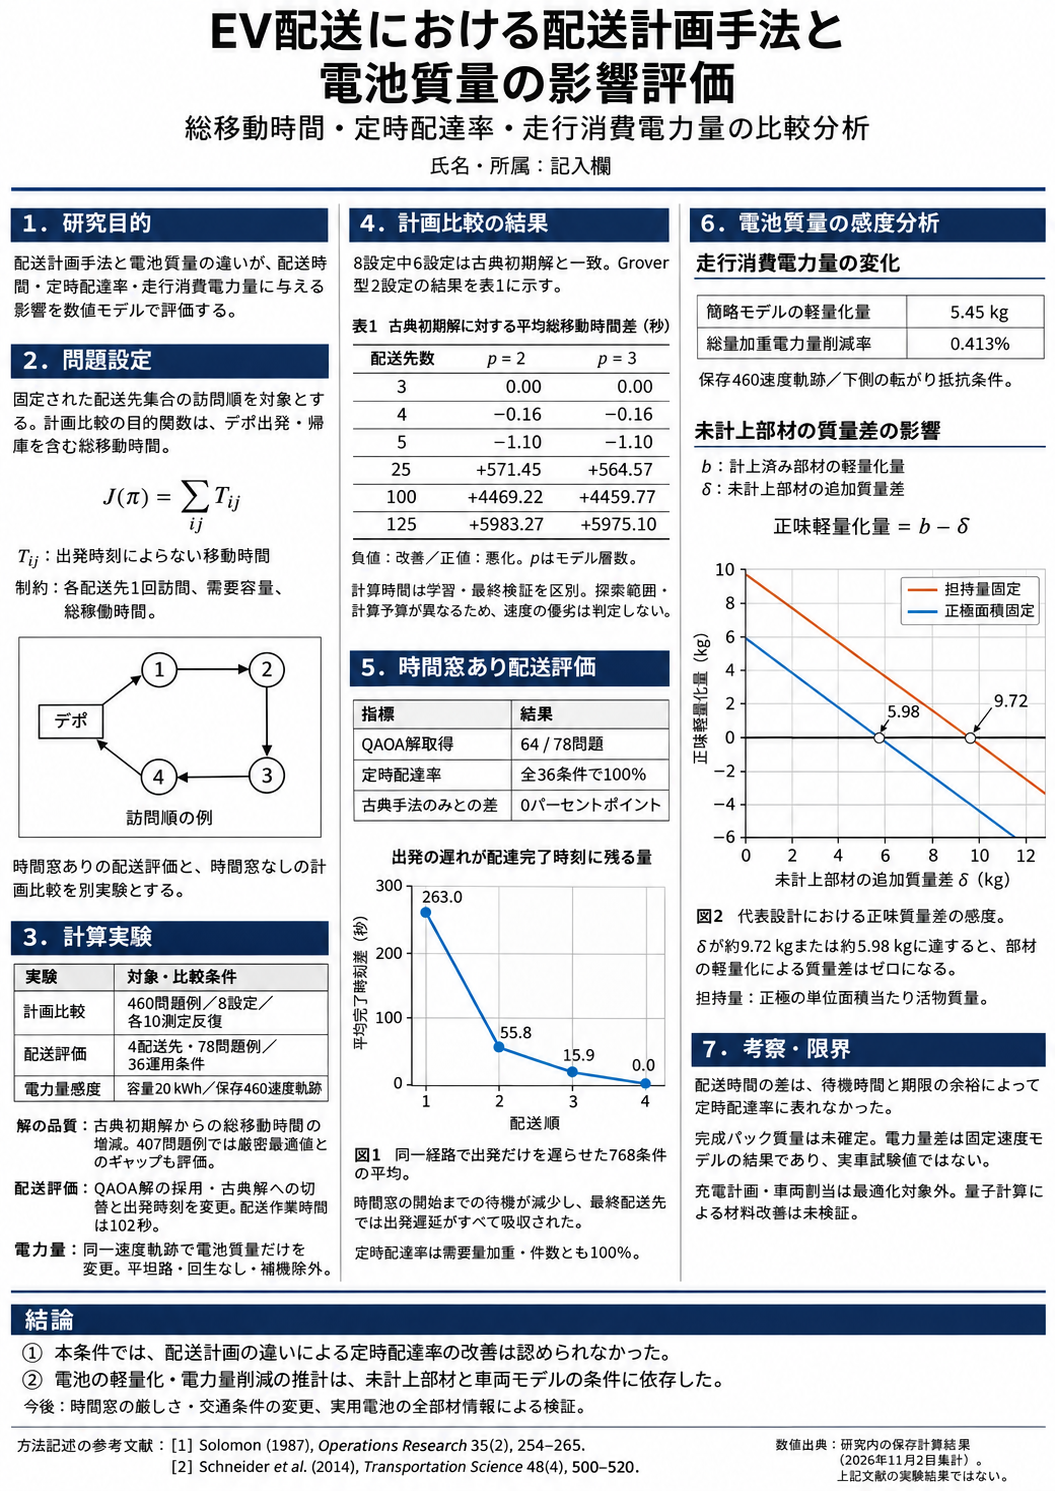 EV配送における配送計画手法と
電池質量の影響評価
総移動時間・定時配達率・走行消費電力量の比較分析
氏名・所属：記入欄
1．研究目的
配送計画手法と電池質量の違いが、配送時
間・定時配達率・走行消費電力量に与える
影響を数値モデルで評価する。
2．問題設定
固定された配送先集合の訪問順を対象とす
る。計画比較の目的関数は、デポ出発・帰
庫を含む総移動時間。
J(π) = ∑ij Tij
Tij：出発時刻によらない移動時間
制約：各配送先1回訪問、需要容量、
総稼働時間。
1
2
デポ
4
3
訪問順の例
時間窓ありの配送評価と、時間窓なしの計
画比較を別実験とする。
3．計算実験
実験 対象・比較条件
計画比較 460問題例／8設定／
各10測定反復
配送評価 4配送先・78問題例／
36運用条件
電力量感度 容量20 kWh／保存460速度軌跡
解の品質：古典初期解からの総移動時間の
増減。407問題例では厳密最適値と
のギャップも評価。
配送評価：QAOA解の採用・古典解への切
替と出発時刻を変更。配送作業時間
は102秒。
電力量：同一速度軌跡で電池質量だけを
変更。平坦路・回生なし・補機除外。
4．計画比較の結果
8設定中6設定は古典初期解と一致。Grover
型2設定の結果を表1に示す。
表1 古典初期解に対する平均総移動時間差（秒）
配送先数 p = 2 p = 3
3 0.00 0.00
4 −0.16 −0.16
5 −1.10 −1.10
25 +571.45 +564.57
100 +4469.22 +4459.77
125 +5983.27 +5975.10
負値：改善／正値：悪化。pはモデル層数。
計算時間は学習・最終検証を区別。探索範囲・
計算予算が異なるため、速度の優劣は判定しない。
5．時間窓あり配送評価
指標 結果
QAOA解取得 64 / 78問題
定時配達率 全36条件で100%
古典手法のみとの差 0パーセントポイント
出発の遅れが配達完了時刻に残る量
平均完了時刻差（秒）
300
200
100
0
263.0
55.8
15.9
0.0
1 2 3 4
配送順
図1 同一経路で出発だけを遅らせた768条件
の平均。
時間窓の開始までの待機が減少し、最終配送先
では出発遅延がすべて吸収された。
定時配達率は需要量加重・件数とも100%。
6．電池質量の感度分析
走行消費電力量の変化
簡略モデルの軽量化量 5.45 kg
総量加重電力量削減率 0.413%
保存460速度軌跡／下側の転がり抵抗条件。
未計上部材の質量差の影響
b：計上済み部材の軽量化量
δ：未計上部材の追加質量差
正味軽量化量 = b − δ
正味軽量化量（kg）
10
8
6
4
2
0
−2
−4
−6
担持量固定
正極面積固定
5.98
9.72
0 2 4 6 8 10 12
未計上部材の追加質量差 δ（kg）
図2 代表設計における正味質量差の感度。
δが約9.72 kgまたは約5.98 kgに達すると、部材
の軽量化による質量差はゼロになる。
担持量：正極の単位面積当たり活物質量。
7．考察・限界
配送時間の差は、待機時間と期限の余裕によって
定時配達率に表れなかった。
完成パック質量は未確定。電力量差は固定速度モ
デルの結果であり、実車試験値ではない。
充電計画・車両割当は最適化対象外。量子計算に
よる材料改善は未検証。
結論
① 本条件では、配送計画の違いによる定時配達率の改善は認められなかった。
② 電池の軽量化・電力量削減の推計は、未計上部材と車両モデルの条件に依存した。
今後：時間窓の厳しさ・交通条件の変更、実用電池の全部材情報による検証。
方法記述の参考文献：[1] Solomon (1987), Operations Research 35(2), 254–265.
[2] Schneider et al. (2014), Transportation Science 48(4), 500–520.
数値出典：研究内の保存計算結果
（2026年11月2日集計）。
上記文献の実験結果ではない。